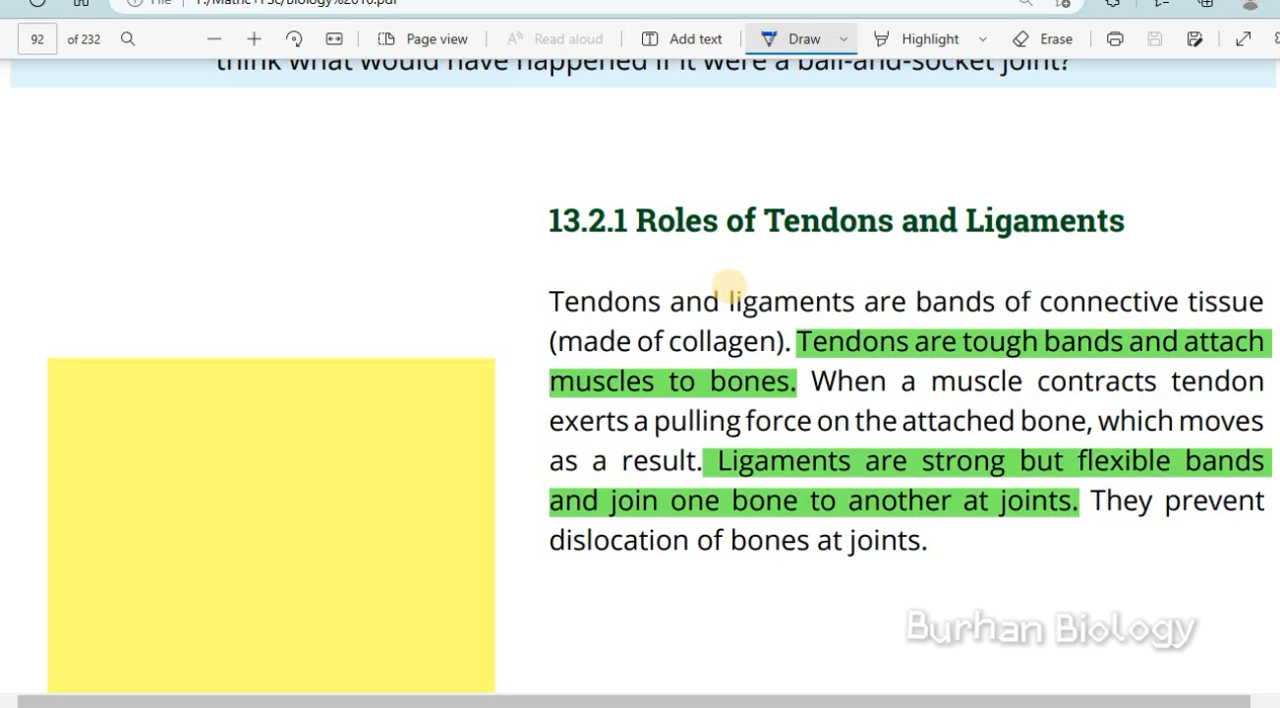 92 of 232 Page view Read aloud Add text Draw Highlight Erase
think what would have happened if it were a ball-and-socket joint?
13.2.1 Roles of Tendons and Ligaments
Tendons and ligaments are bands of connective tissue
(made of collagen). Tendons are tough bands and attach
muscles to bones. When a muscle contracts tendon
exerts a pulling force on the attached bone, which moves
as a result. Ligaments are strong but flexible bands
and join one bone to another at joints. They prevent
dislocation of bones at joints.
Burhan Biology